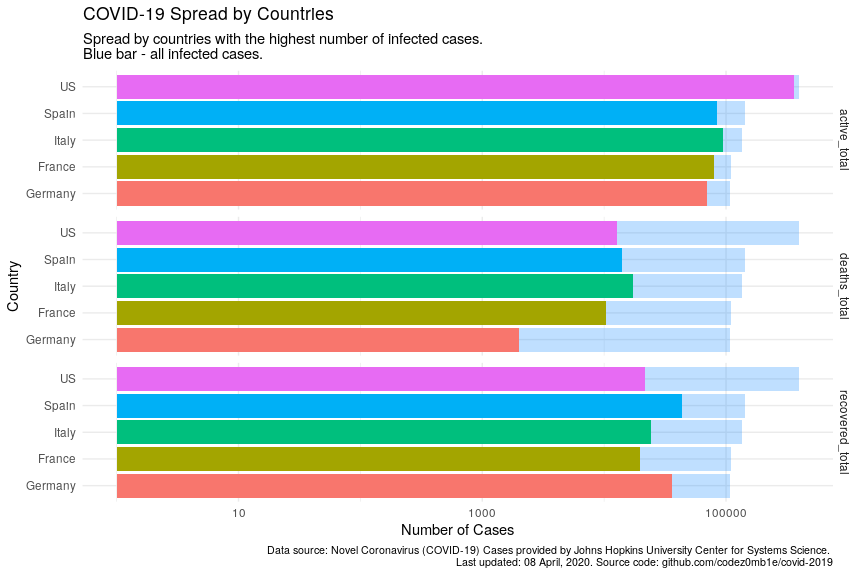 COVID-19 Spread by Countries
Spread by countries with the highest number of infected cases.
Blue bar - all infected cases.
US
Spain
Italy
France
Germany
active_total
US
Spain
Italy
France
Germany
deaths_total
US
Spain
Italy
France
Germany
recovered_total
Country
10
1000
100000
Number of Cases
Data source: Novel Coronavirus (COVID-19) Cases provided by Johns Hopkins University Center for Systems Science.
Last updated: 08 April, 2020. Source code: github.com/codez0mb1e/covid-2019